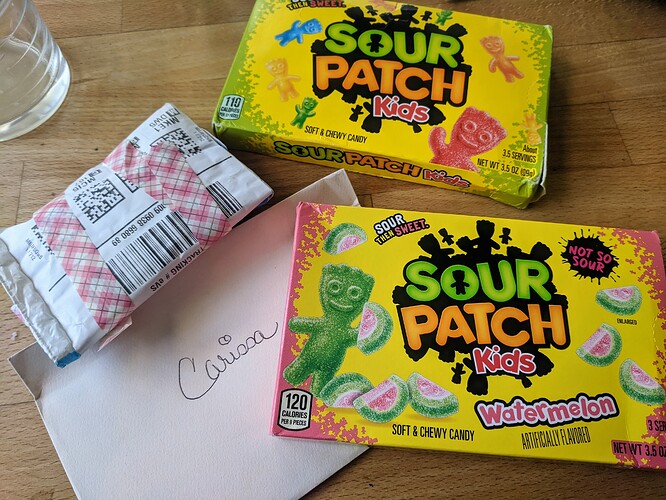 THEN SWEET.
SOUR
PATCH
Kids
110
CALORIES
SOFT & CHEWY CANDY
About
3.5 SERVINGS
NET WT 3.5 OZ (99g)
SOUR PATCH Kids
TRACKING #
Carissa
SOUR
THEN SWEET.
NOT SO
SOUR
SOUR
PATCH
Kids
ENLARGED
Watermelon
120
CALORIES
PER 9 PIECES
SOFT & CHEWY CANDY
ARTIFICIALLY FLAVORED
NET WT 3.5 OZ